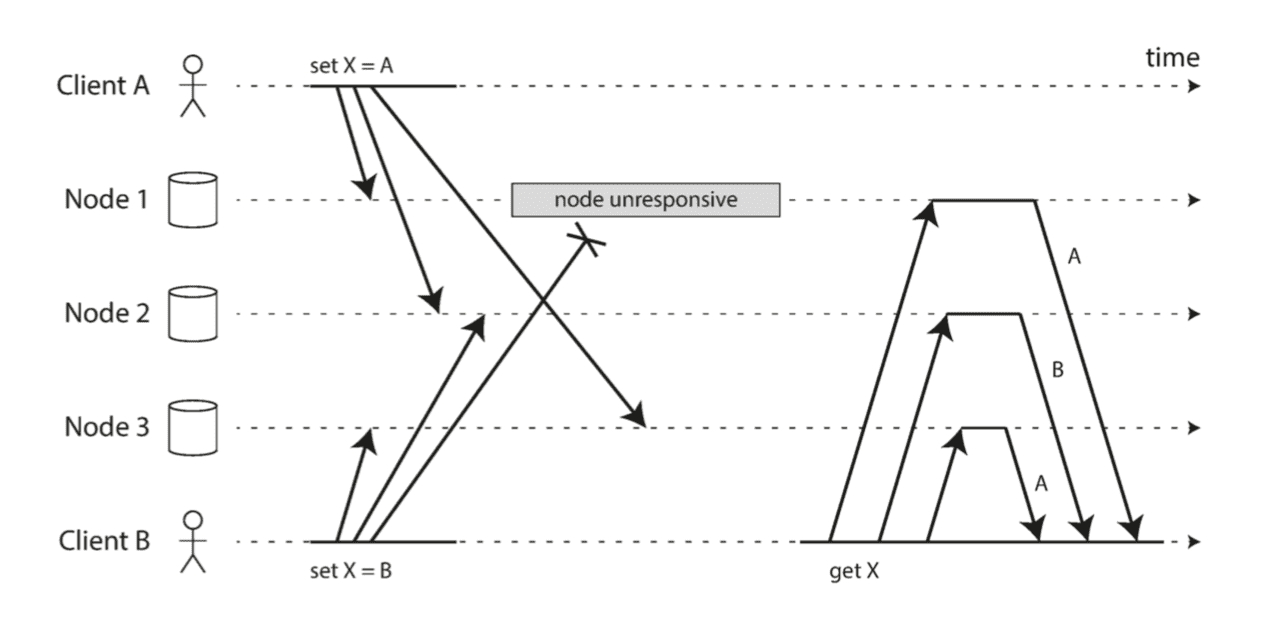 time
set X = A
Client A
Node 1
node unresponsive
A
Node 2
B
Node 3
A
Client B
set X = B
get X